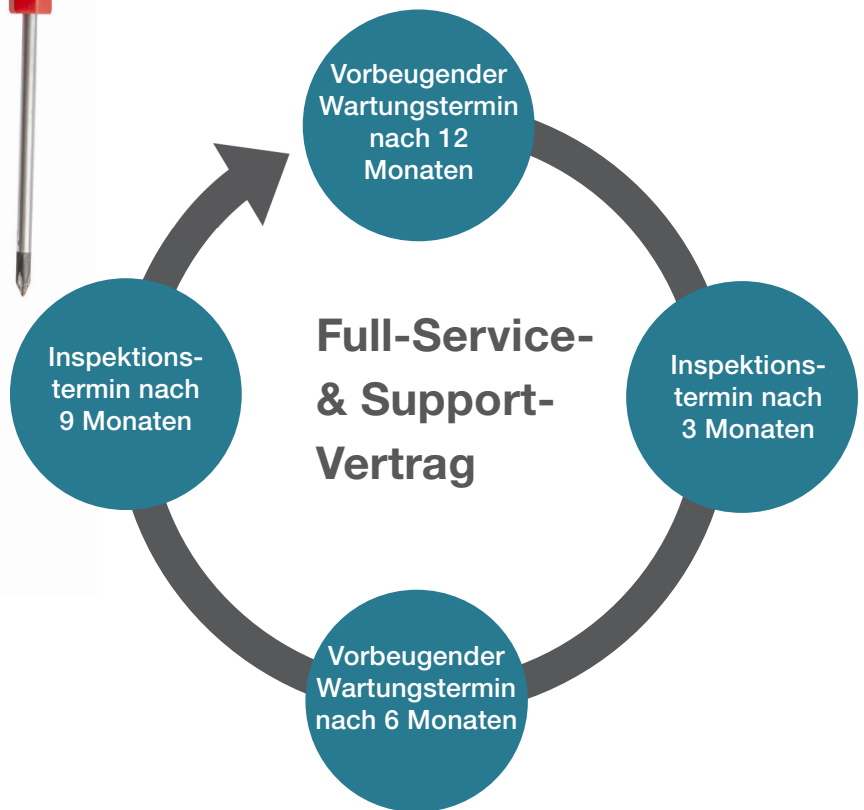 Vorbeugender
Wartungstermin
nach 12
Monaten
Full-Service-
& Support-
Vertrag
Inspektions-
termin nach
3 Monaten
Vorbeugender
Wartungstermin
nach 6 Monaten
Inspektions-
termin nach
9 Monaten